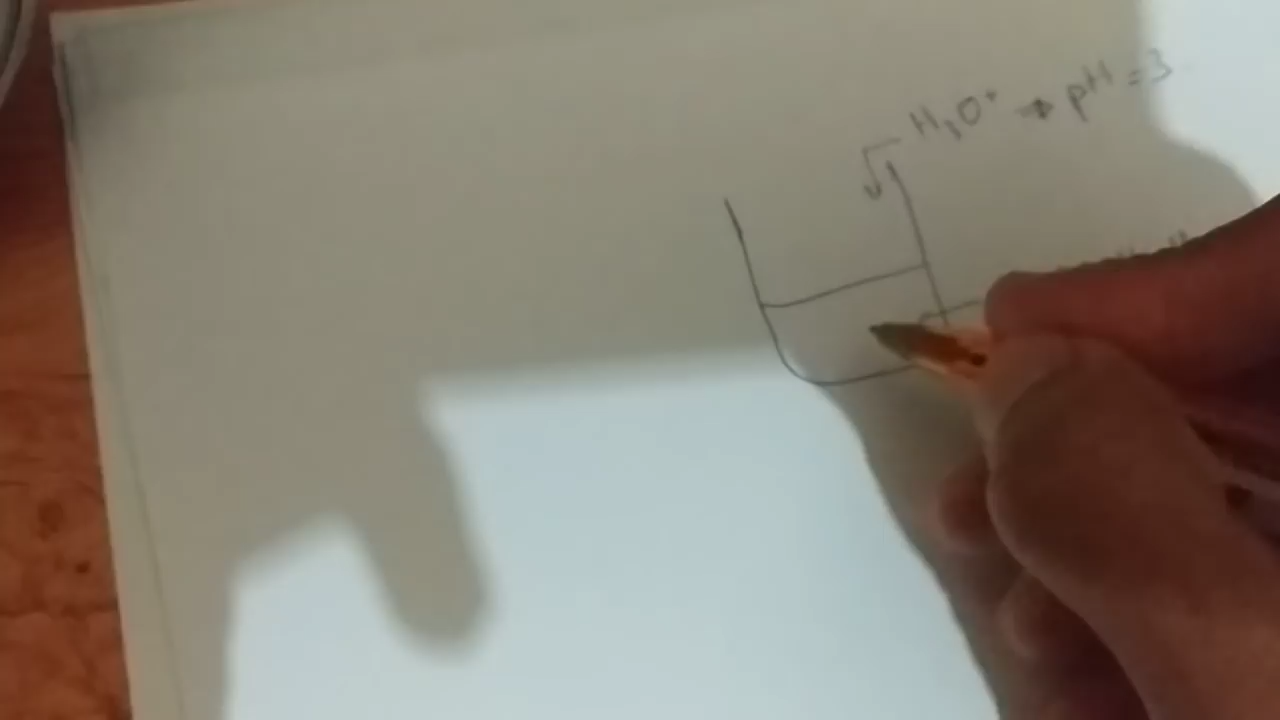 H₃O⁺ → pH = 3